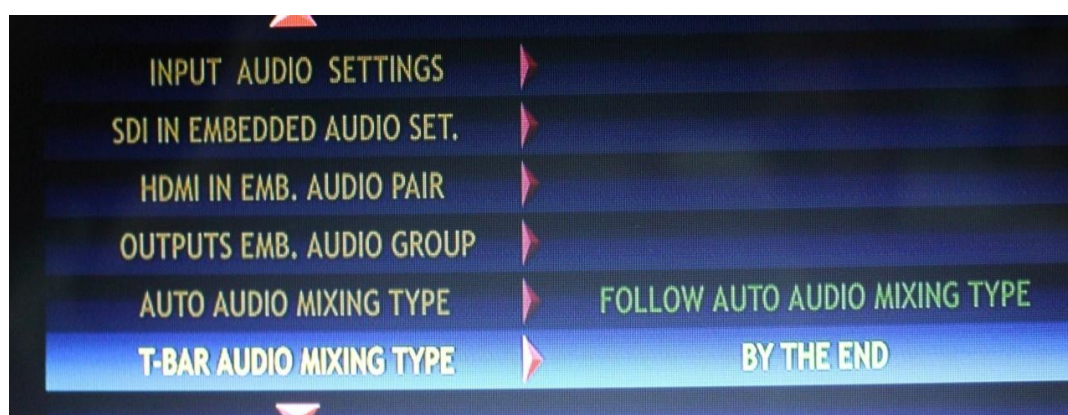 INPUT AUDIO SETTINGS
SDI IN EMBEDDED AUDIO SET.
HDMI IN EMB. AUDIO PAIR
OUTPUTS EMB. AUDIO GROUP
AUTO AUDIO MIXING TYPE FOLLOW AUTO AUDIO MIXING TYPE
T-BAR AUDIO MIXING TYPE BY THE END